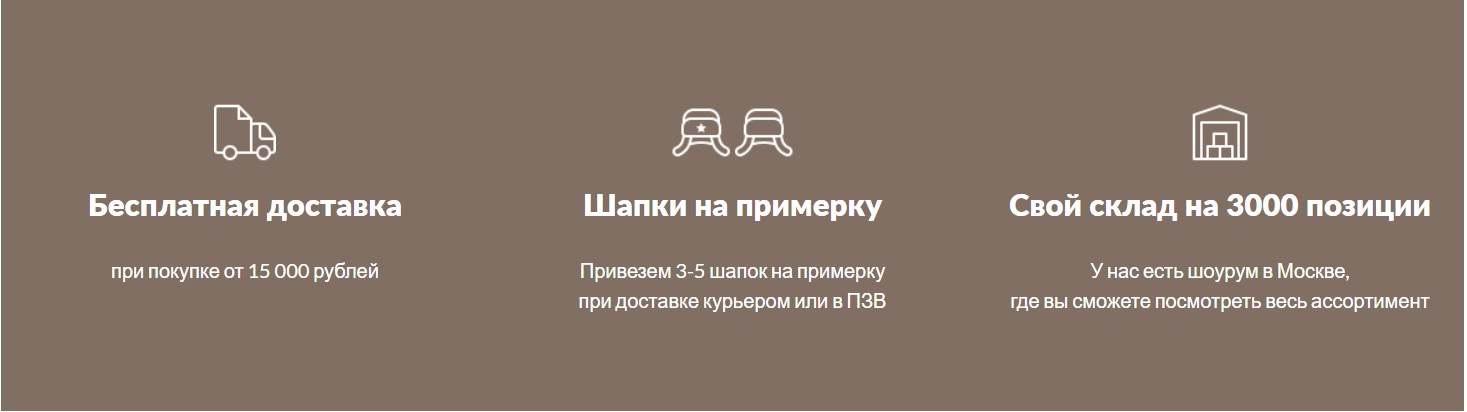 Бесплатная доставка
при покупке от 15 000 рублей
Шапки на примерку
Привезем 3-5 шапок на примерку
при доставке курьером или в ПЗВ
Свой склад на 3000 позиции
У нас есть шоурум в Москве,
где вы сможете посмотреть весь ассортимент